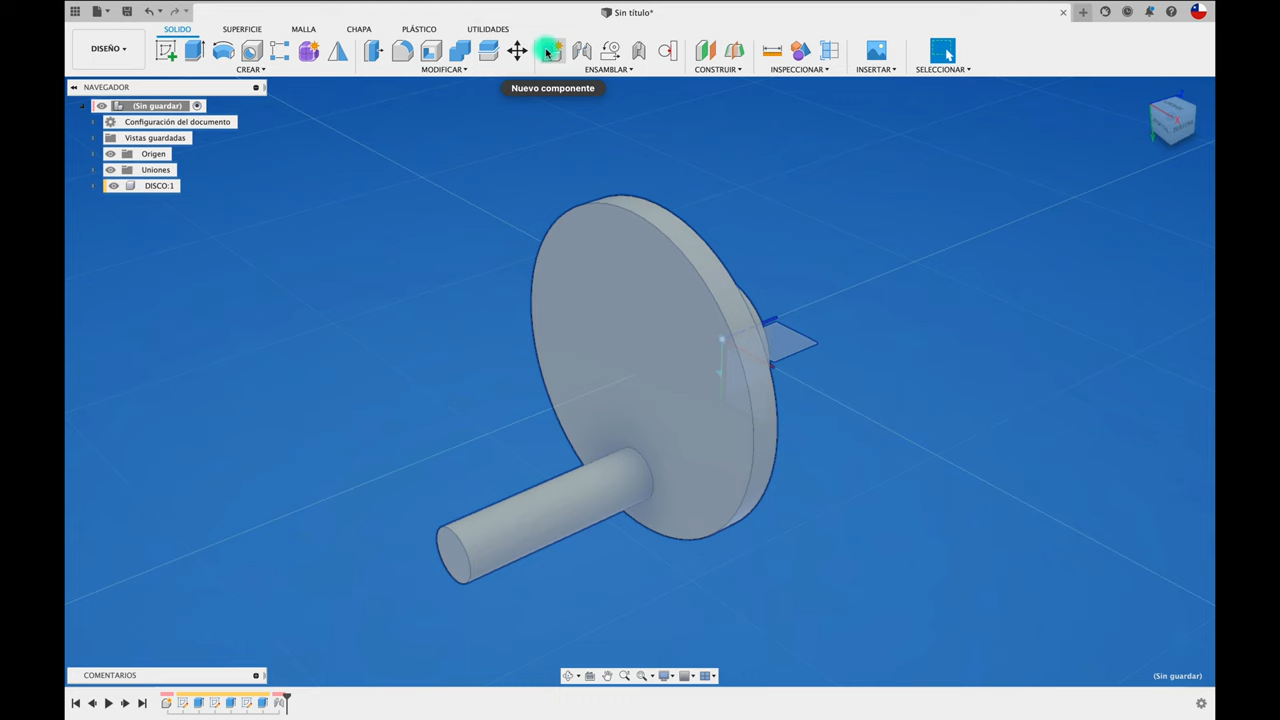 Sin título*
SOLIDO
SUPERFICIE
MALLA
CHAPA
PLÁSTICO
UTILIDADES
DISEÑO
CREAR
MODIFICAR
ENSAMBLAR
CONSTRUIR
INSPECCIONAR
INSERTAR
SELECCIONAR
Nuevo componente
NAVEGADOR
(Sin guardar)
Configuración del documento
Vistas guardadas
Origen
Uniones
DISCO:1
X
COMENTARIOS
(Sin guardar)